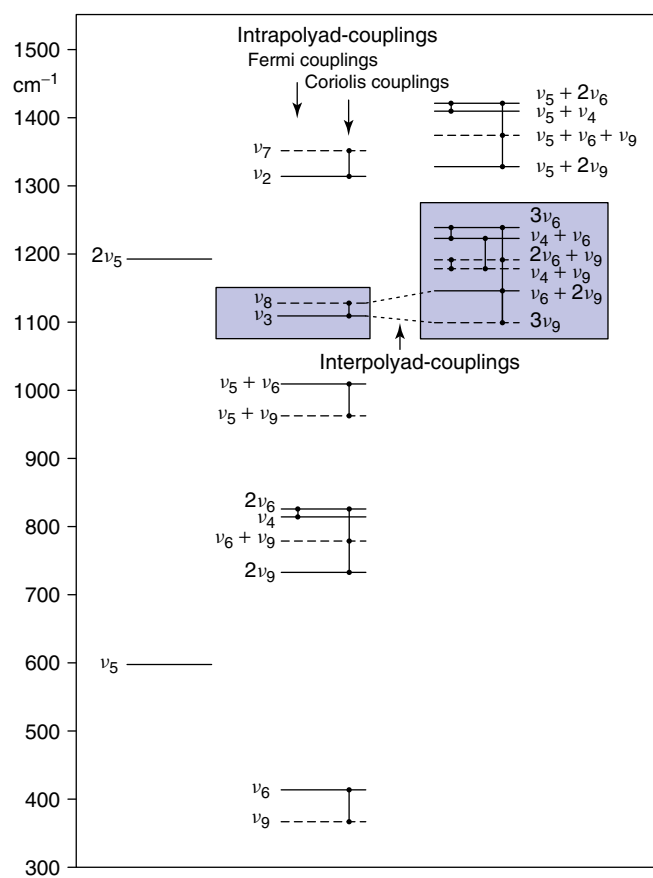 1500
cm⁻¹
1400
1300
1200
1100
1000
900
800
700
600
500
400
300
Intrapolyad-couplings
Fermi couplings
Coriolis couplings
ν₇
ν₂
2ν₅
ν₈
ν₃
ν₅ + 2ν₆
ν₅ + ν₄
ν₅ + ν₆ + ν₉
ν₅ + 2ν₉
3ν₆
ν₄ + ν₆
2ν₆ + ν₉
ν₄ + ν₉
ν₆ + 2ν₉
3ν₉
Interpolyad-couplings
ν₅ + ν₆
ν₅ + ν₉
2ν₆
ν₄
ν₆ + ν₉
2ν₉
ν₅
ν₆
ν₉